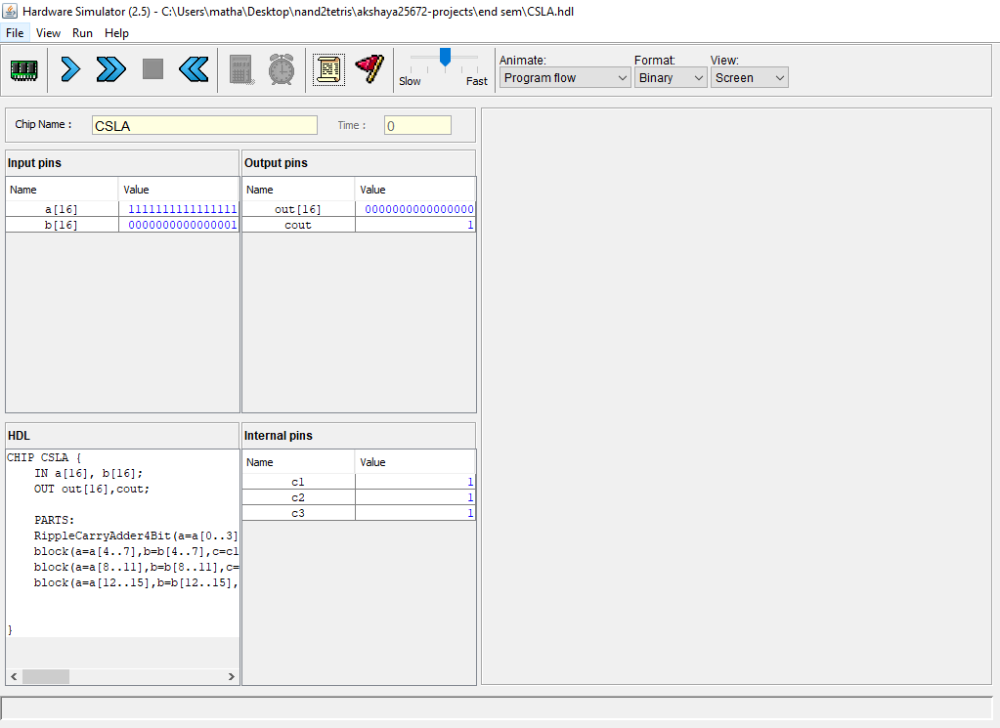 Hardware Simulator (2.5) - C:\Users\matha\Desktop\nand2tetris\akshaya25672-projects\end sem\CSLA.hdl
File View Run Help
Animate: Format: View:
Slow Fast Program flow Binary Screen
Chip Name : CSLA Time : 0
Input pins
Name Value
a[16] 1111111111111111
b[16] 0000000000000001
Output pins
Name Value
out[16] 0000000000000000
cout 1
HDL
CHIP CSLA {
IN a[16], b[16];
OUT out[16],cout;
PARTS:
RippleCarryAdder4Bit(a=a[0..3]
block(a=a[4..7],b=b[4..7],c=c1
block(a=a[8..11],b=b[8..11],c=
block(a=a[12..15],b=b[12..15],
}
Internal pins
Name Value
c1 1
c2 1
c3 1